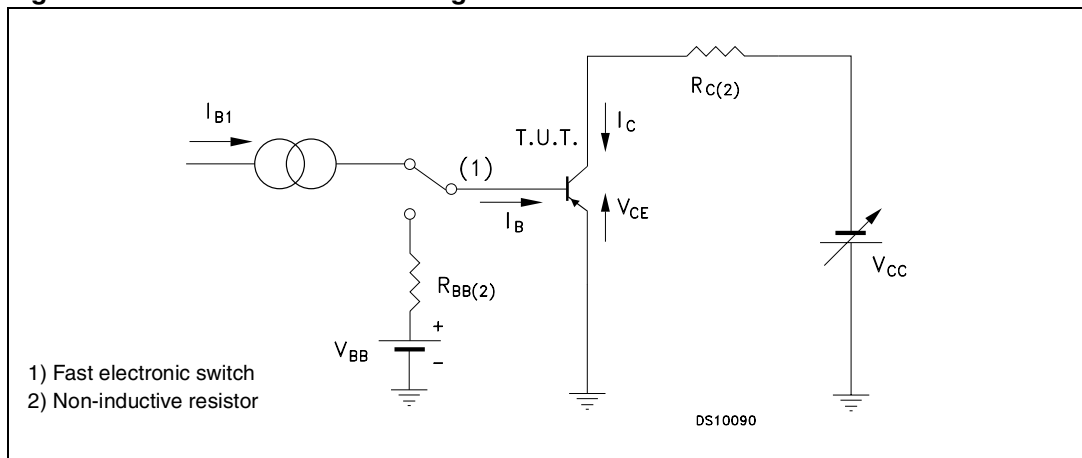 I_B1
T.U.T.
I_C
R_C(2)
(1)
I_B
V_CE
V_CC
R_BB(2)
V_BB
+
-
1) Fast electronic switch
2) Non-inductive resistor
DS10090